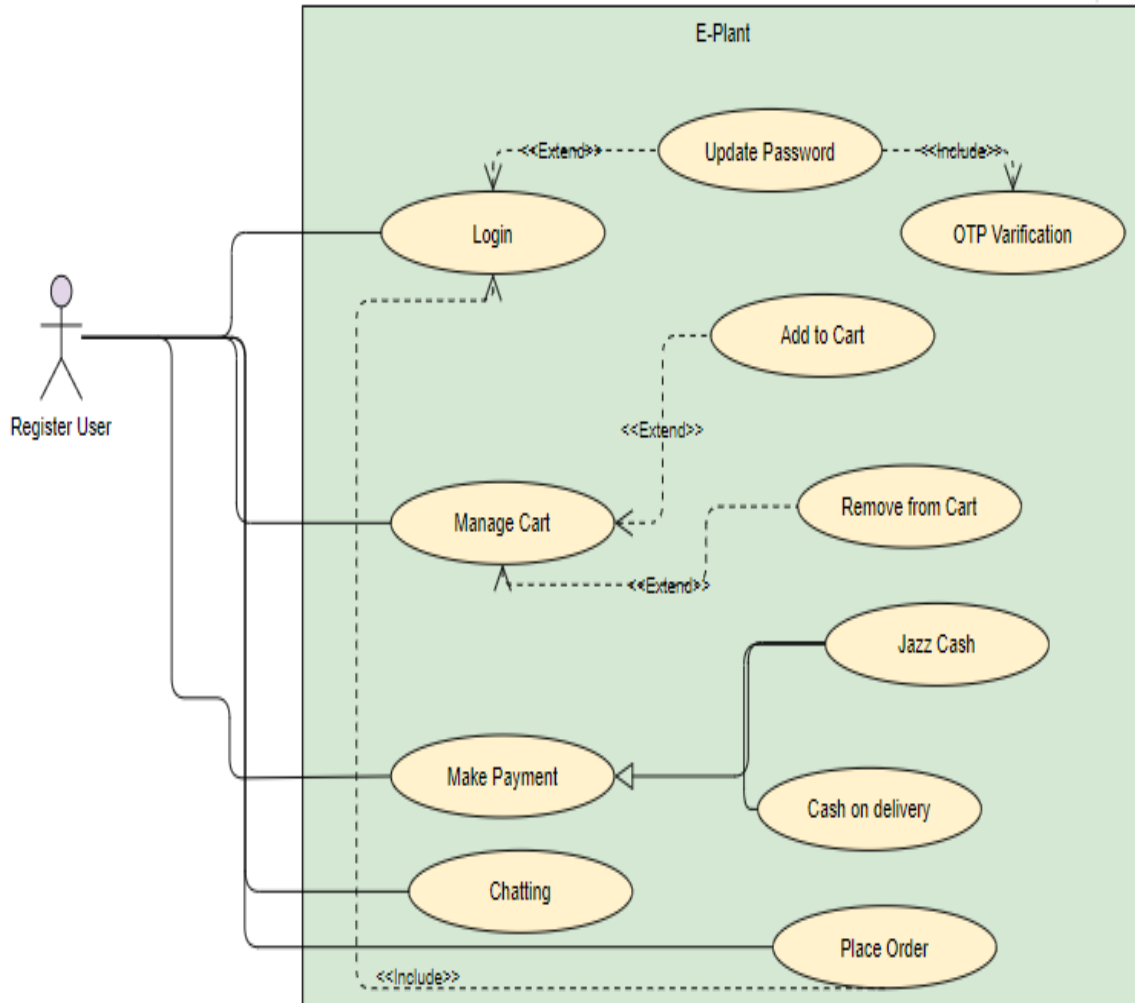 E-Plant
Update Password
<<Extend>>
<<Include>>
Login
OTP Varification
Add to Cart
Register User
<<Extend>>
Manage Cart
Remove from Cart
<<Extend>>
Jazz Cash
Make Payment
Cash on delivery
Chatting
Place Order
<<Include>>